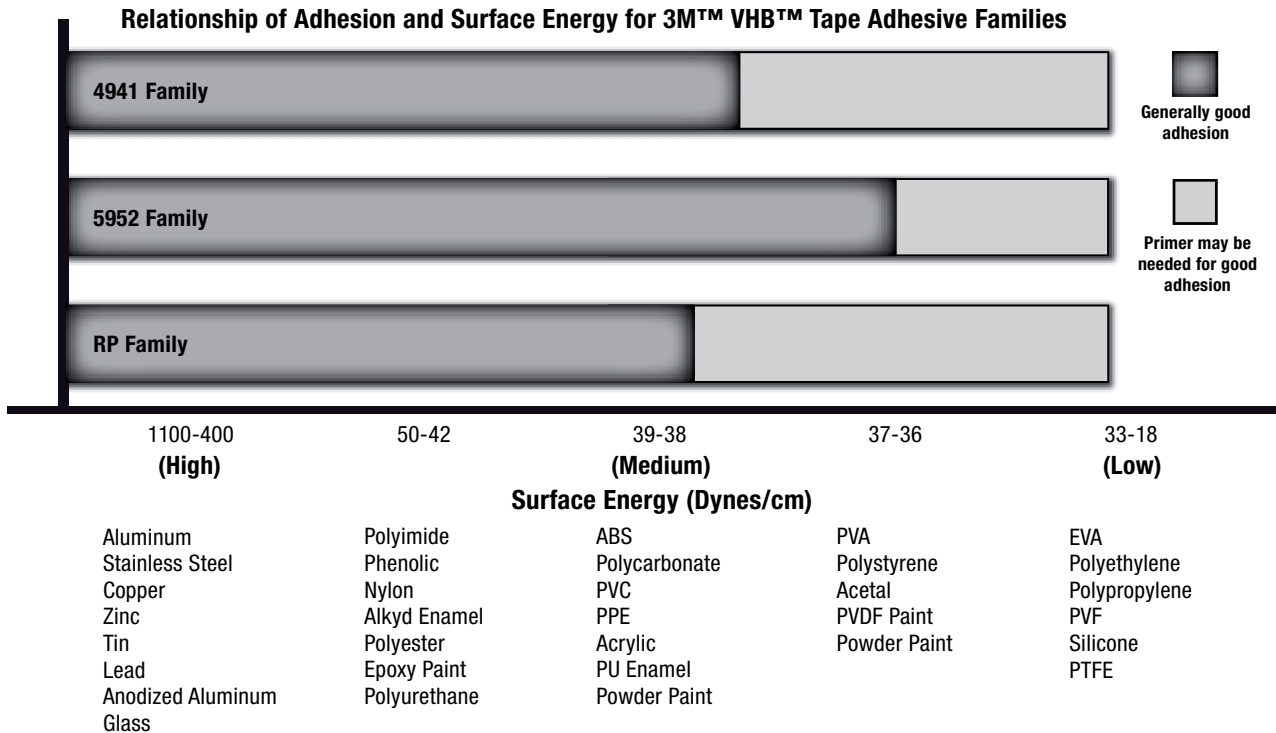 Relationship of Adhesion and Surface Energy for 3M™ VHB™ Tape Adhesive Families
4941 Family
Generally good
adhesion
5952 Family
Primer may be
needed for good
adhesion
RP Family
1100-400 50-42 39-38 37-36 33-18
(High) (Medium) (Low)
Surface Energy (Dynes/cm)
Aluminum
Stainless Steel
Copper
Zinc
Tin
Lead
Anodized Aluminum
Glass
Polyimide
Phenolic
Nylon
Alkyd Enamel
Polyester
Epoxy Paint
Polyurethane
ABS
Polycarbonate
PVC
PPE
Acrylic
PU Enamel
Powder Paint
PVA
Polystyrene
Acetal
PVDF Paint
Powder Paint
EVA
Polyethylene
Polypropylene
PVF
Silicone
PTFE